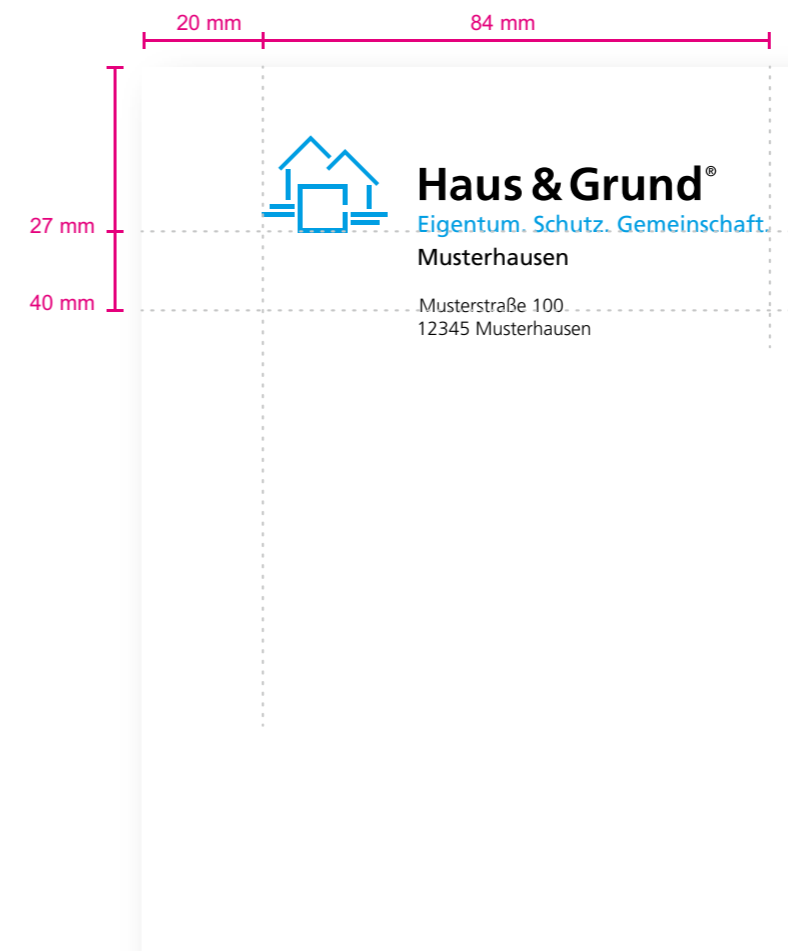 20 mm
84 mm
Haus & Grund®
27 mm
Eigentum. Schutz. Gemeinschaft.
Musterhausen
40 mm
Musterstraße 100
12345 Musterhausen